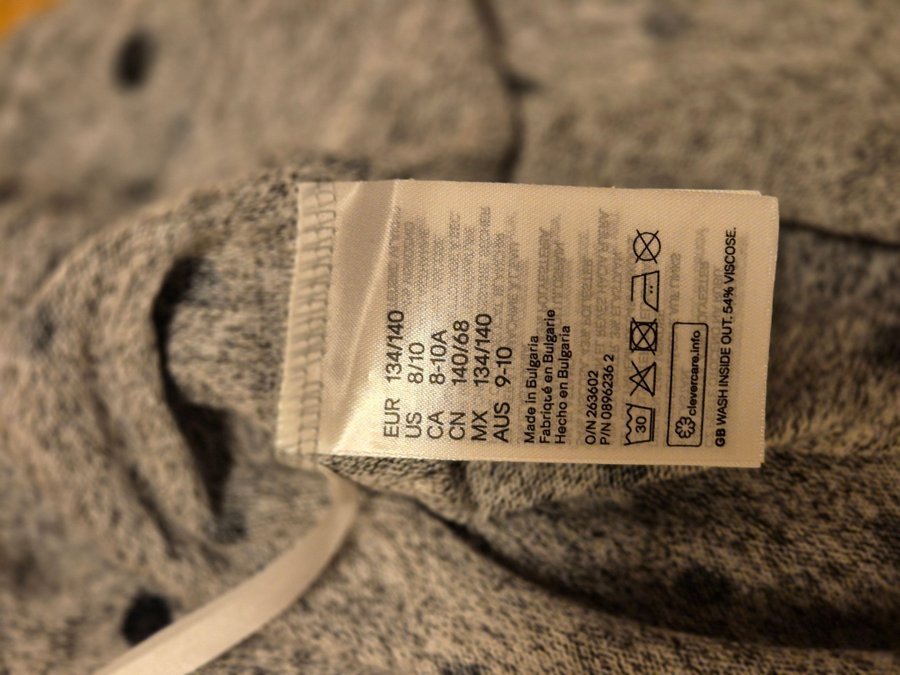 EUR 134/140
US 8/10
CA 8-10A
CN 140/68
MX 134/140
AUS 9-10
Made in Bulgaria
Fabriqué en Bulgarie
Hecho en Bulgaria
O/N 263602
P/N 0896236 2
30
clevercare.info
GB WASH INSIDE OUT. 54% VISCOSE.